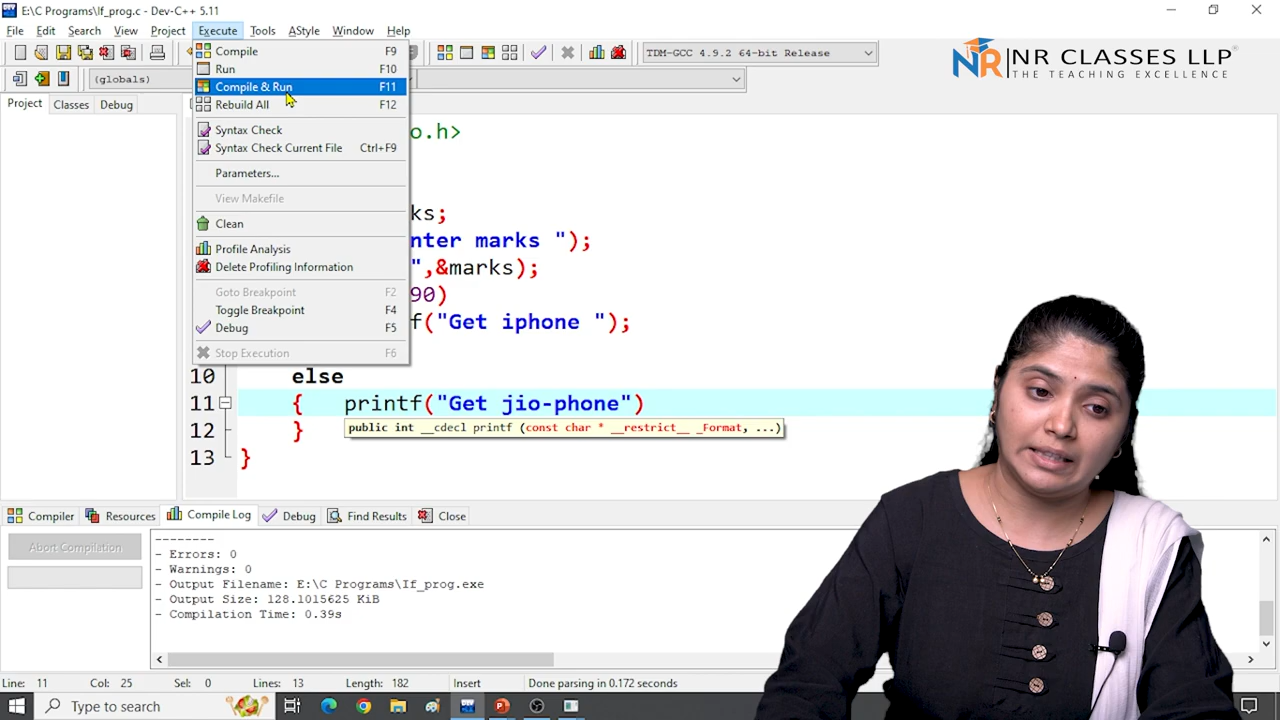 E:\C Programs\If_prog.c - Dev-C++ 5.11
File Edit Search View Project Execute Tools AStyle Window Help
TDM-GCC 4.9.2 64-bit Release
(globals)
NR NR CLASSES LLP
THE TEACHING EXCELLENCE
Project Classes Debug
Compile F9
Run F10
Compile & Run F11
Rebuild All F12
Syntax Check
Syntax Check Current File Ctrl+F9
Parameters...
View Makefile
Clean
Profile Analysis
Delete Profiling Information
Goto Breakpoint F2
Toggle Breakpoint F4
Debug F5
Stop Execution F6
o.h>
ks;
nter marks ");
",&marks);
90)
f("Get iphone ");
10 else
11 { printf("Get jio-phone")
public int __cdecl printf (const char * __restrict__ _Format, ...)
12 }
13 }
Compiler Resources Compile Log Debug Find Results Close
Abort Compilation
--------
- Errors: 0
- Warnings: 0
- Output Filename: E:\C Programs\If_prog.exe
- Output Size: 128.1015625 KiB
- Compilation Time: 0.39s
Line: 11 Col: 25 Sel: 0 Lines: 13 Length: 182 Insert Done parsing in 0.172 seconds
Type here to search